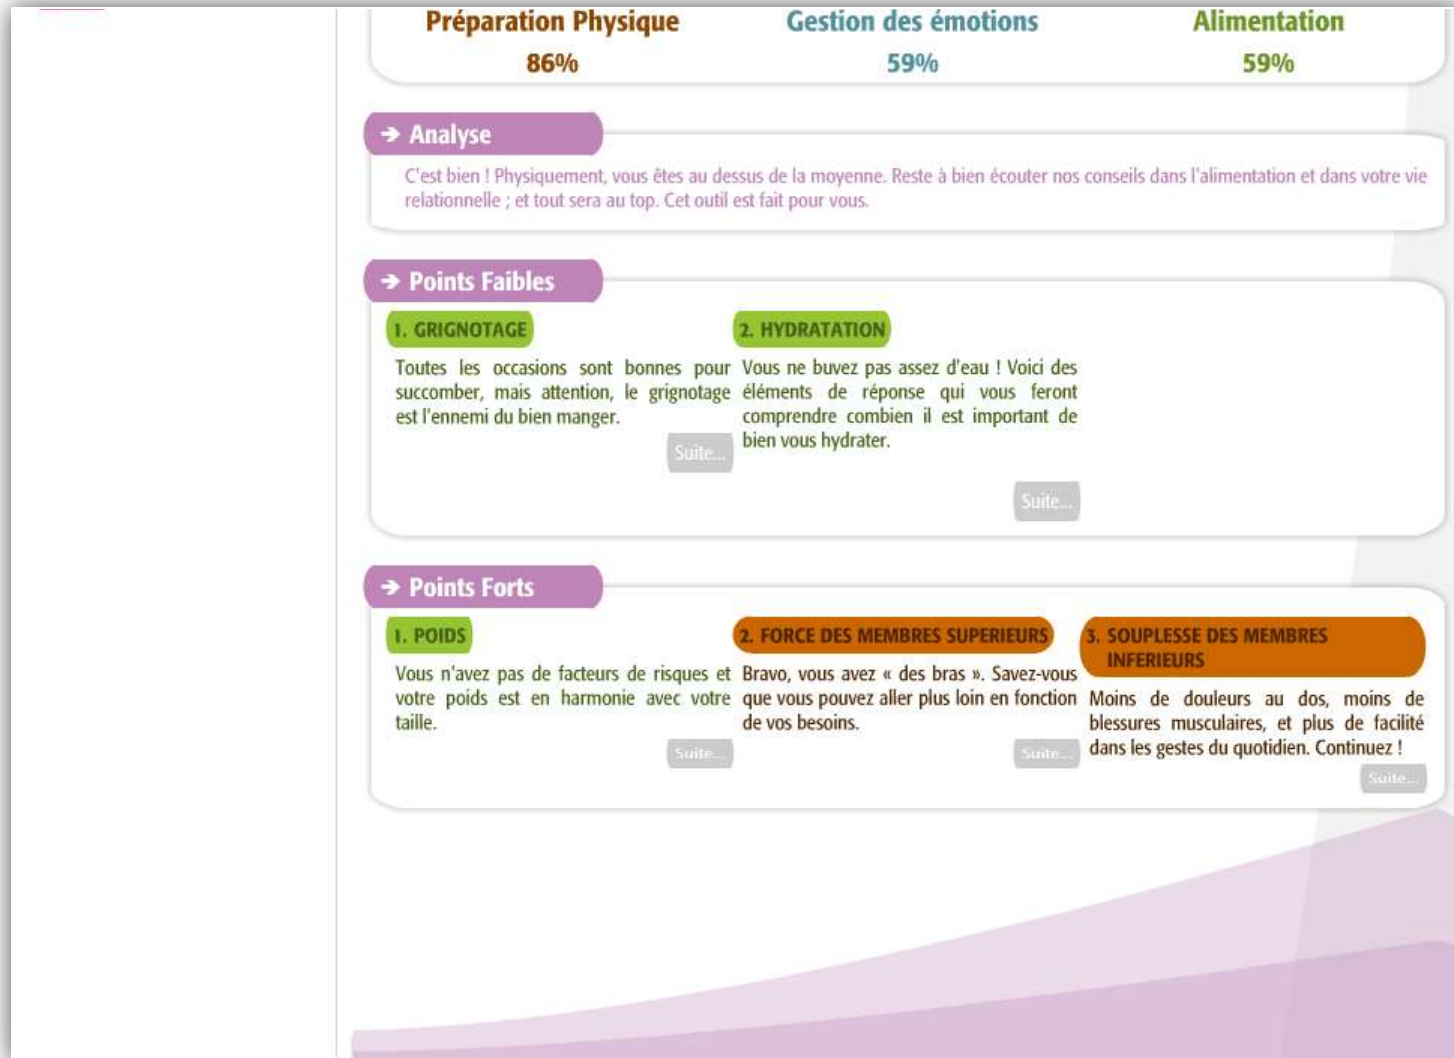 Préparation Physique
Gestion des émotions
Alimentation
86%
59%
59%
➔ Analyse
C'est bien ! Physiquement, vous êtes au dessus de la moyenne. Reste à bien écouter nos conseils dans l'alimentation et dans votre vie
relationnelle ; et tout sera au top. Cet outil est fait pour vous.
➔ Points Faibles
1. GRIGNOTAGE
Toutes les occasions sont bonnes pour
succomber, mais attention, le grignotage
est l'ennemi du bien manger.
Suite...
2. HYDRATATION
Vous ne buvez pas assez d'eau ! Voici des
éléments de réponse qui vous feront
comprendre combien il est important de
bien vous hydrater.
Suite...
➔ Points Forts
1. POIDS
Vous n'avez pas de facteurs de risques et
votre poids est en harmonie avec votre
taille.
Suite...
2. FORCE DES MEMBRES SUPERIEURS
Bravo, vous avez « des bras ». Savez-vous
que vous pouvez aller plus loin en fonction
de vos besoins.
Suite...
3. SOUPLESSE DES MEMBRES
INFERIEURS
Moins de douleurs au dos, moins de
blessures musculaires, et plus de facilité
dans les gestes du quotidien. Continuez !
Suite...